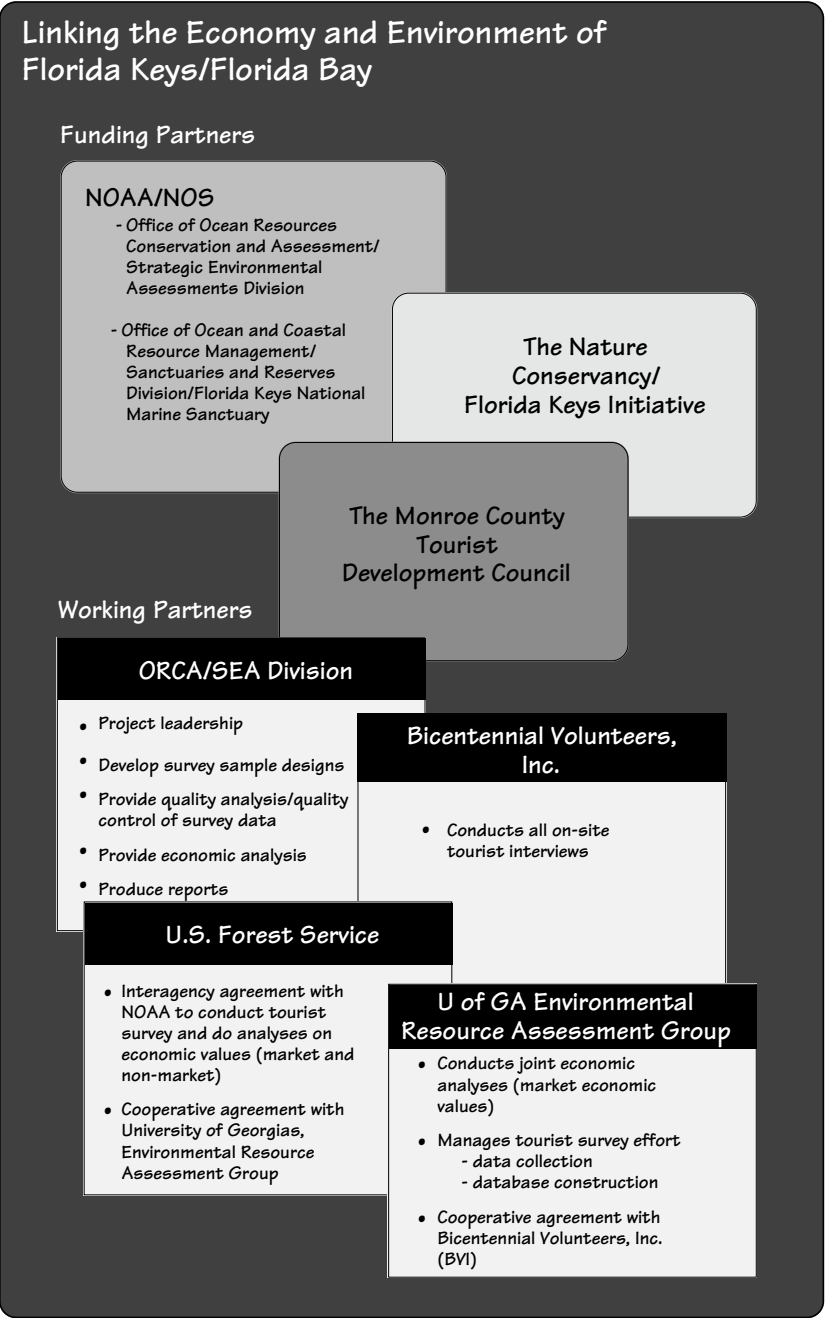 Linking the Economy and Environment of
Florida Keys/Florida Bay
Funding Partners
NOAA/NOS
- Office of Ocean Resources
Conservation and Assessment/
Strategic Environmental
Assessments Division
- Office of Ocean and Coastal
Resource Management/
Sanctuaries and Reserves
Division/Florida Keys National
Marine Sanctuary
The Nature
Conservancy/
Florida Keys Initiative
The Monroe County
Tourist
Development Council
Working Partners
ORCA/SEA Division
• Project leadership
• Develop survey sample designs
• Provide quality analysis/quality
control of survey data
• Provide economic analysis
• Produce reports
Bicentennial Volunteers,
Inc.
• Conducts all on-site
tourist interviews
U.S. Forest Service
• Interagency agreement with
NOAA to conduct tourist
survey and do analyses on
economic values (market and
non-market)
• Cooperative agreement with
University of Georgias,
Environmental Resource
Assessment Group
U of GA Environmental
Resource Assessment Group
• Conducts joint economic
analyses (market economic
values)
• Manages tourist survey effort
- data collection
- database construction
• Cooperative agreement with
Bicentennial Volunteers, Inc.
(BVI)